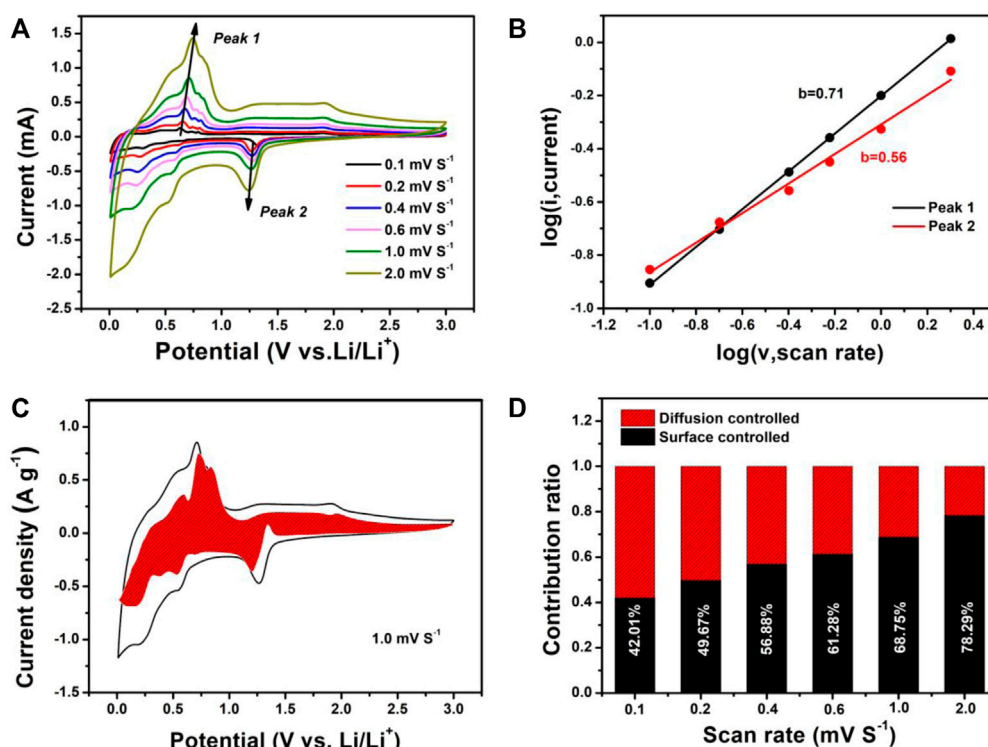 A
Peak 1
Peak 2
0.1 mV S⁻¹
0.2 mV S⁻¹
0.4 mV S⁻¹
0.6 mV S⁻¹
1.0 mV S⁻¹
2.0 mV S⁻¹
Current (mA)
1.5
1.0
0.5
0.0
-0.5
-1.0
-1.5
-2.0
-2.5
0.0 0.5 1.0 1.5 2.0 2.5 3.0
Potential (V vs.Li/Li⁺)
B
b=0.71
b=0.56
Peak 1
Peak 2
log(i,current)
0.0
-0.2
-0.4
-0.6
-0.8
-1.0
-1.2 -1.0 -0.8 -0.6 -0.4 -0.2 0.0 0.2 0.4
log(v,scan rate)
C
1.0 mV S⁻¹
Current density (A g⁻¹)
1.0
0.5
0.0
-0.5
-1.0
-1.5
0.0 0.5 1.0 1.5 2.0 2.5 3.0
Potential (V vs. Li/Li⁺)
D
Diffusion controlled
Surface controlled
Contribution ratio
1.2
1.0
0.8
0.6
0.4
0.2
0.0
42.01% 49.67% 56.88% 61.28% 68.75% 78.29%
0.1 0.2 0.4 0.6 1.0 2.0
Scan rate (mV S⁻¹)